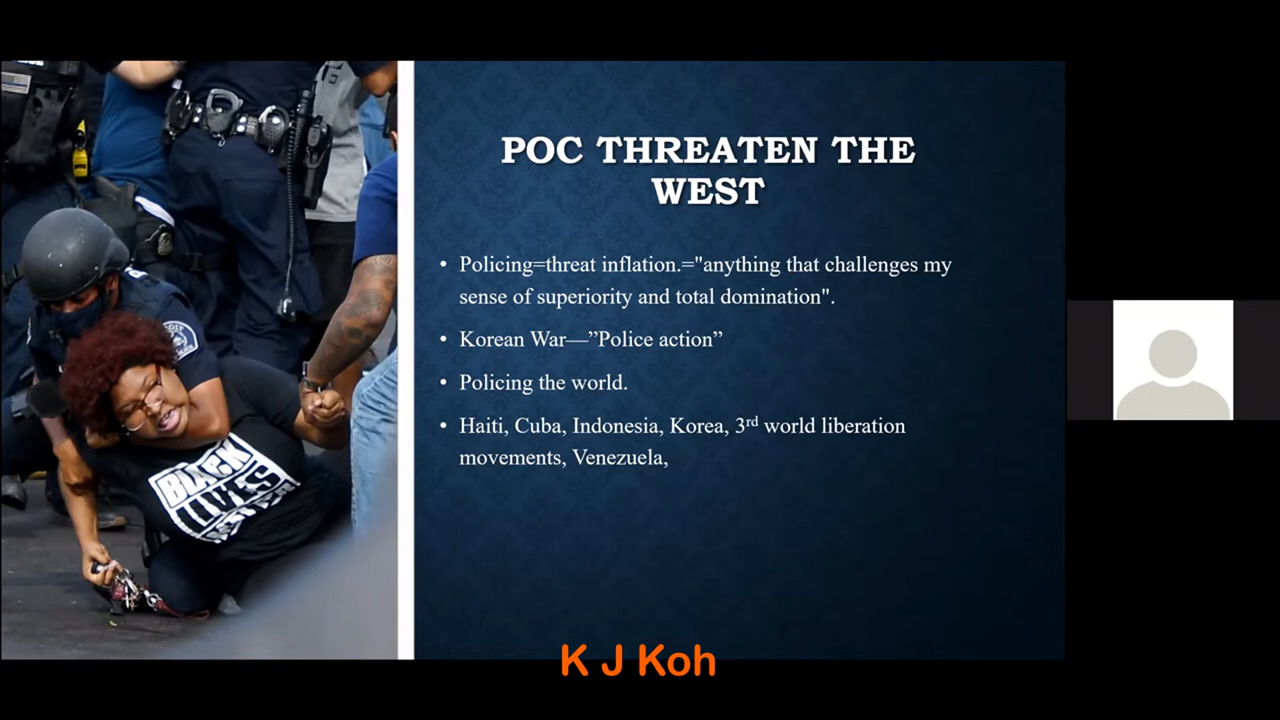 POC THREATEN THE
WEST
• Policing=threat inflation.="anything that challenges my
sense of superiority and total domination".
• Korean War—”Police action”
• Policing the world.
• Haiti, Cuba, Indonesia, Korea, 3rd world liberation
movements, Venezuela,
BLACK
LIVES
MATTER
K J Koh